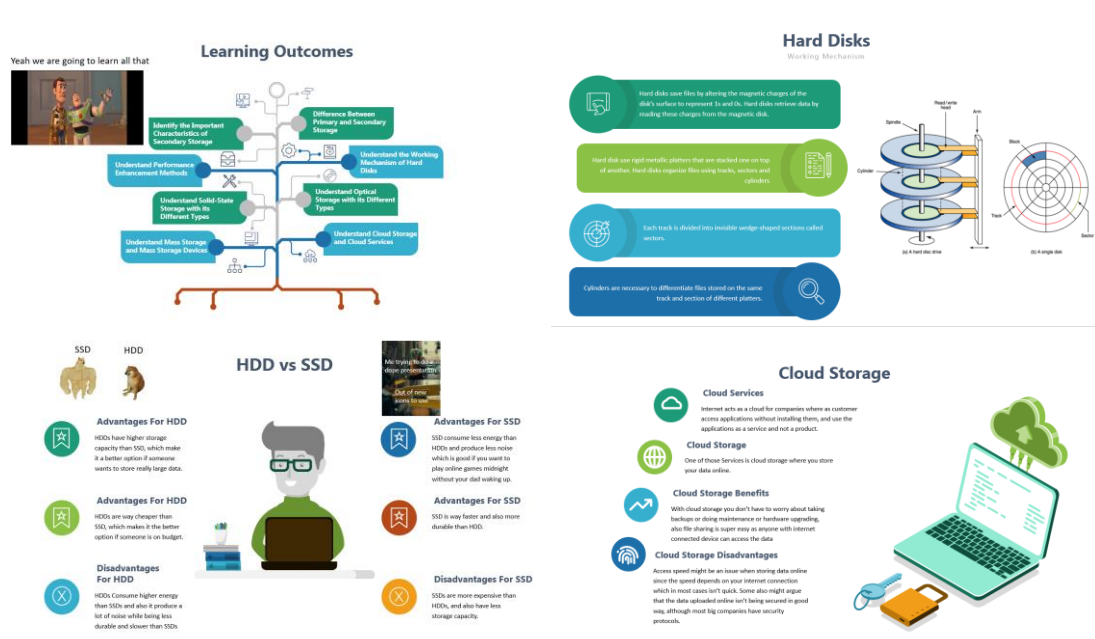 Learning Outcomes
Yeah we are going to learn all that
Difference Between
Primary and Secondary
Storage
Identify the Important
Characteristics of
Secondary Storage
Understand the Working
Mechanism of Hard
Disks
Understand Performance
Enhancement Methods
Understand Optical
Storage with its Different
Types
Understand Solid-State
Storage with its
Different Types
Understand Cloud Storage
and Cloud Services
Understand Mass Storage
and Mass Storage Devices
Hard Disks
Working Mechanism
Hard disks save files by altering the magnetic charges of the
disk's surface to represent 1s and 0s. Hard disks retrieve data by
reading these charges from the magnetic disk.
Hard disk use rigid metallic platters that are stacked one on top
of another. Hard disks organize files using tracks, sectors and
cylinders
Each track is divided into invisible wedge-shaped sections called
sectors.
Cylinders are necessary to differentiate files stored on the same
track and section of different platters.
Read/write
head
Arm
Spindle
Cylinder
Block
Track
Sector
(a) A hard disc drive
(b) A single disk
SSD
HDD
HDD vs SSD
Me trying to do a
dope presentation
Out of new
icons to use
Advantages For HDD
HDDs have higher storage
capacity than SSD, which make
it a better option if someone
wants to store really large data.
Advantages For HDD
HDDs are way cheaper than
SSD, which makes it the better
option if someone is on budget.
Disadvantages
For HDD
HDDs Consume higher energy
than SSDs and also it produce a
lot of noise while being less
durable and slower than SSDs
Advantages For SSD
SSD consume less energy than
HDDs and produce less noise
which is good if you want to
play online games midnight
without your dad waking up.
Advantages For SSD
SSD is way faster and also more
durable than HDD.
Disadvantages For SSD
SSDs are more expensive than
HDDs, and also have less
storage capacity.
Cloud Storage
Cloud Services
Internet acts as a cloud for companies where as customer
access applications without installing them, and use the
applications as a service and not a product.
Cloud Storage
One of those Services is cloud storage where you store
your data online.
Cloud Storage Benefits
With cloud storage you don't have to worry about taking
backups or doing maintenance or hardware upgrading,
also file sharing is super easy as anyone with internet
connected device can access the data
Cloud Storage Disadvantages
Access speed might be an issue when storing data online
since the speed depends on your internet connection
which in most cases isn't quick. Some also might argue
that the data uploaded online isn't being secured in good
way, although most big companies have security
protocols.